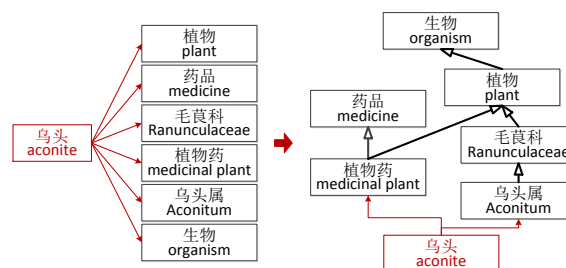 乌头
aconite
植物
plant
药品
medicine
毛茛科
Ranunculaceae
植物药
medicinal plant
乌头属
Aconitum
生物
organism
生物
organism
植物
plant
药品
medicine
毛茛科
Ranunculaceae
植物药
medicinal plant
乌头属
Aconitum
乌头
aconite